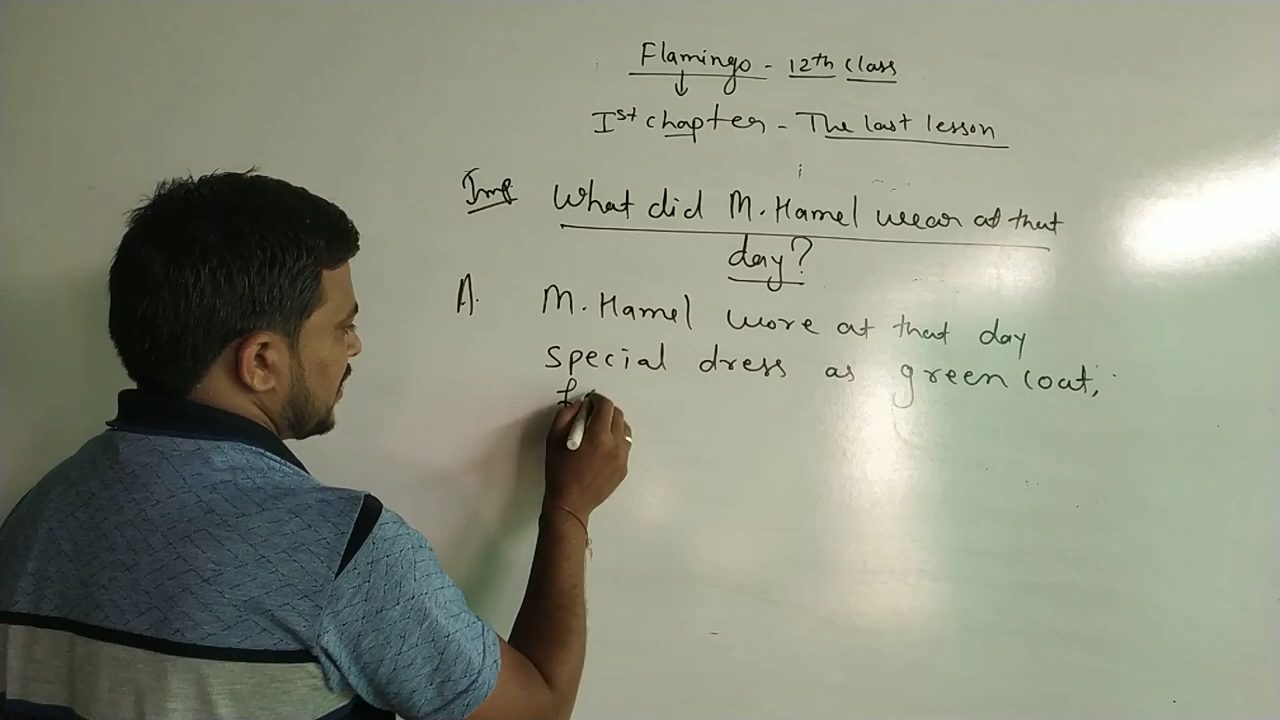 Flamingo - 12th class
Ist chapter - The last lesson
Imp What did M. Hamel wear at that
day?
A. M. Hamel wore at that day
special dress as green coat,
f